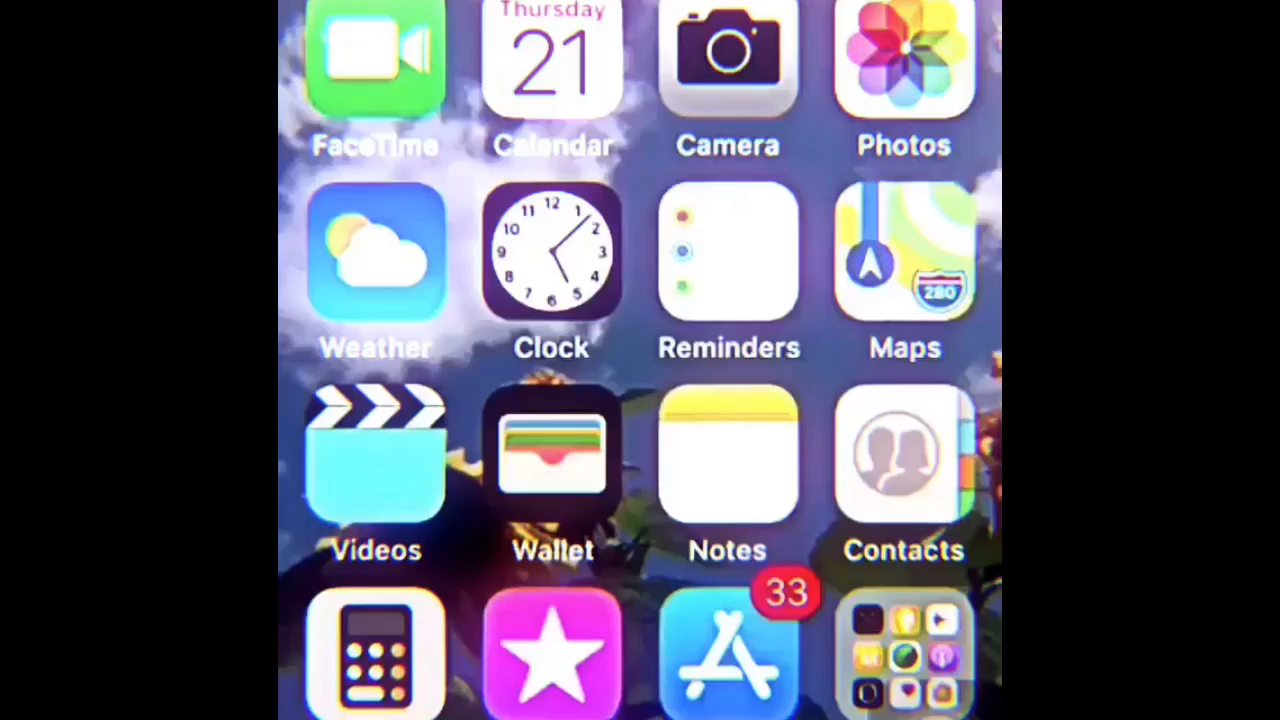 Thursday
21
FaceTime Calendar Camera Photos
12
11 1
10 2
9 3
8 4
7 5
6
280
Weather Clock Reminders Maps
Videos Wallet Notes Contacts
33